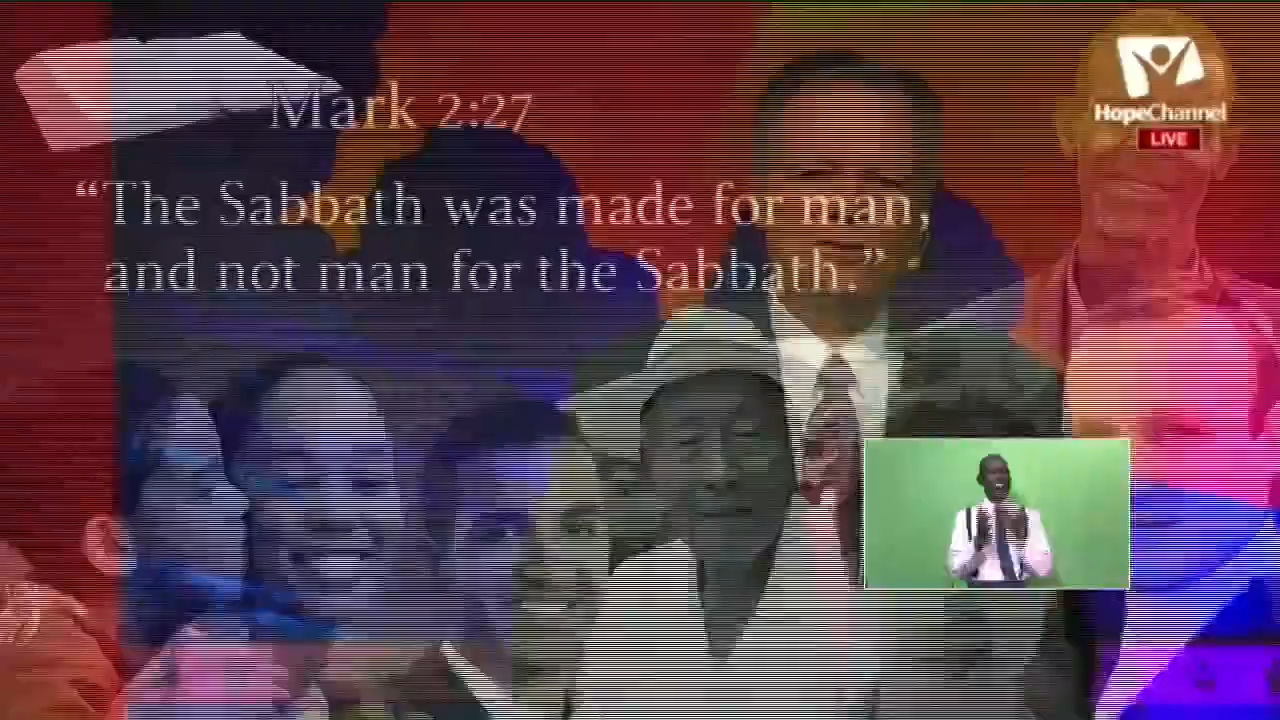 Mark 2:27
“The Sabbath was made for man,
and not man for the Sabbath.”
HopeChannel
LIVE